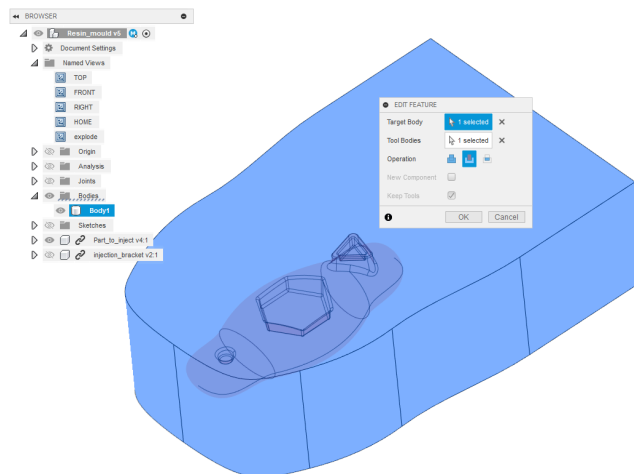 BROWSER
Resin_mould v5
Document Settings
Named Views
TOP
FRONT
RIGHT
HOME
explode
Origin
Analysis
Joints
Bodies
Body1
Sketches
Part_to_inject v4:1
injection_bracket v2:1
EDIT FEATURE
Target Body 1 selected
Tool Bodies 1 selected
Operation
New Component
Keep Tools
OK Cancel